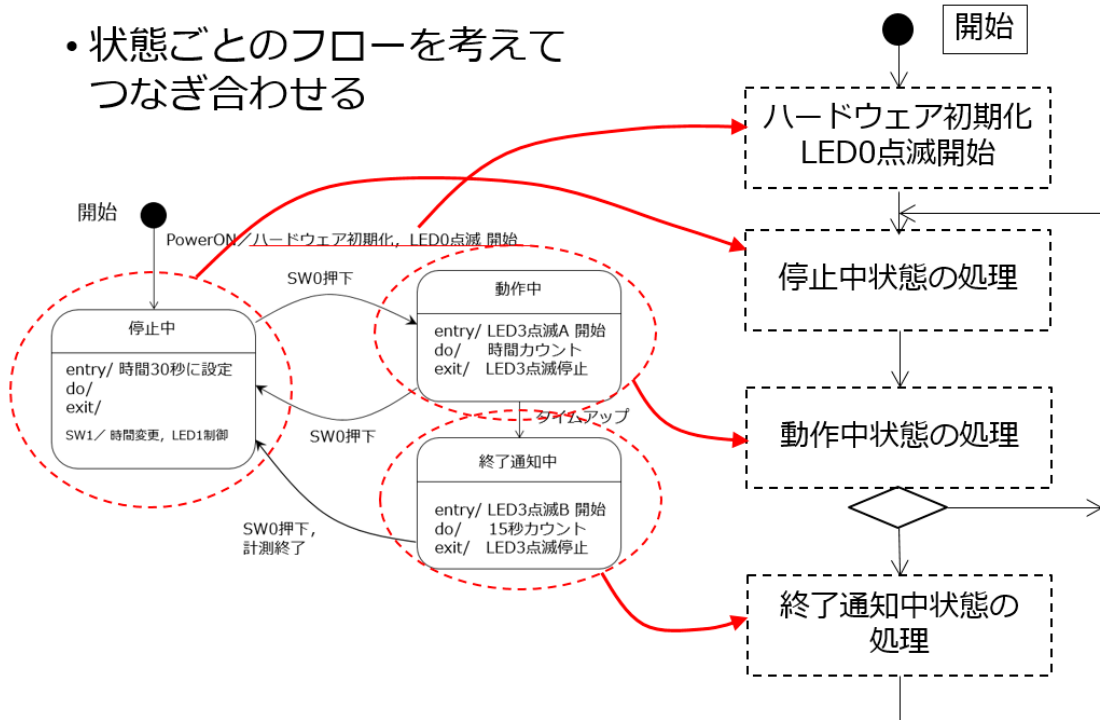 • 状態ごとのフローを考えて
つなぎ合わせる
開始
PowerON／ハードウェア初期化，LED0点滅 開始
SW0押下
停止中
entry/ 時間30秒に設定
do/
exit/
SW1／ 時間変更，LED1制御
動作中
entry/ LED3点滅A 開始
do/ 時間カウント
exit/ LED3点滅停止
SW0押下
タイムアップ
終了通知中
entry/ LED3点滅B 開始
do/ 15秒カウント
exit/ LED3点滅停止
SW0押下，
計測終了
開始
ハードウェア初期化
LED0点滅開始
停止中状態の処理
動作中状態の処理
終了通知中状態の
処理